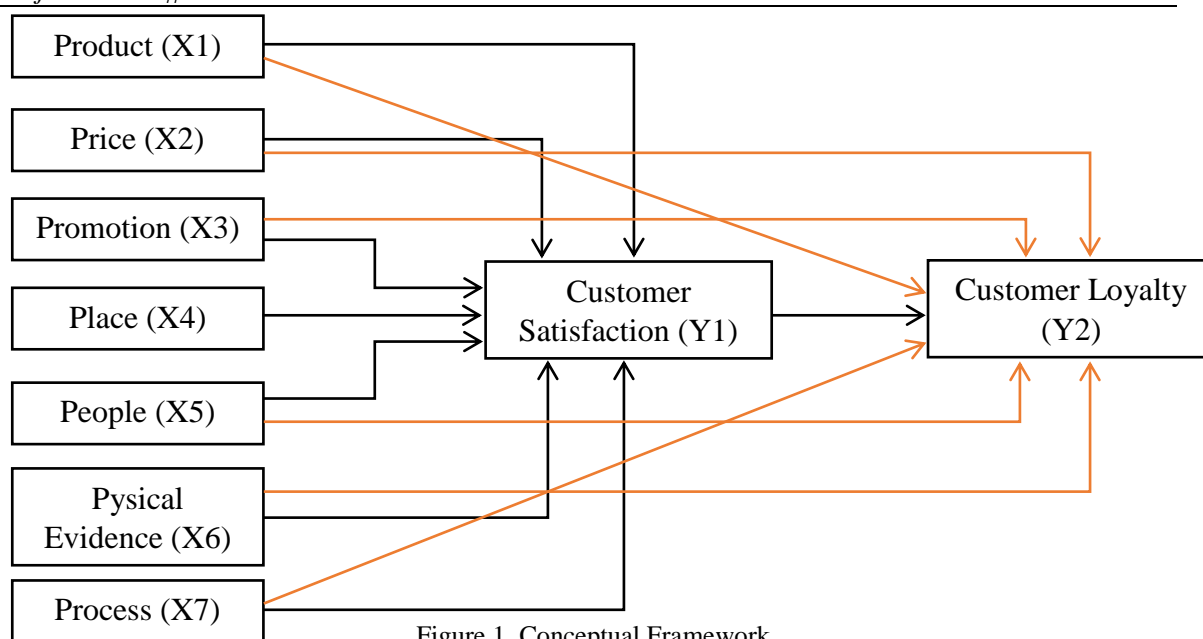 Product (X1)
Price (X2)
Promotion (X3)
Place (X4)
People (X5)
Pysical
Evidence (X6)
Process (X7)
Customer
Satisfaction (Y1)
Customer Loyalty
(Y2)
Figure 1. Conceptual Framework